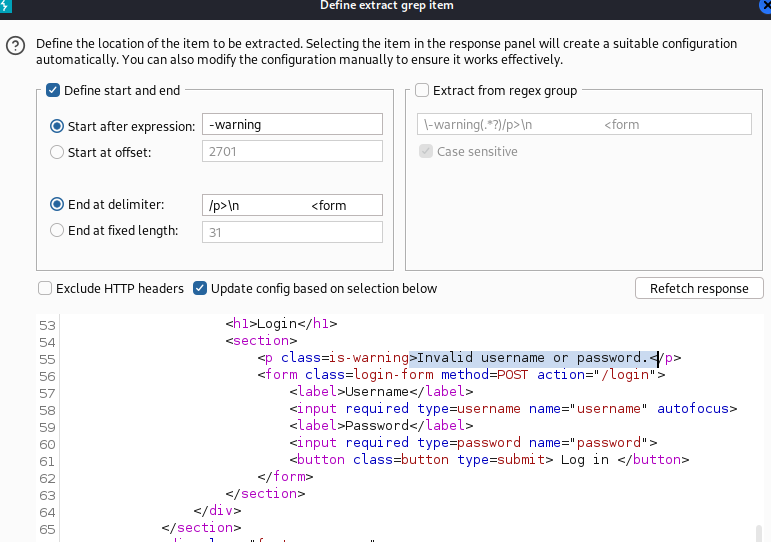 Define extract grep item
Define the location of the item to be extracted. Selecting the item in the response panel will create a suitable configuration
automatically. You can also modify the configuration manually to ensure it works effectively.
Define start and end
Start after expression: -warning
Start at offset: 2701
End at delimiter: /p>\n                    <form
End at fixed length: 31
Extract from regex group
\-warning(.*?)/p>\n                    <form
Case sensitive
Exclude HTTP headers
Update config based on selection below
Refetch response
53 <h1>Login</h1>
54 <section>
55 <p class=is-warning>Invalid username or password.</p>
56 <form class=login-form method=POST action="/login">
57 <label>Username</label>
58 <input required type=username name="username" autofocus>
59 <label>Password</label>
60 <input required type=password name="password">
61 <button class=button type=submit> Log in </button>
62 </form>
63 </section>
64 </div>
65 </section>